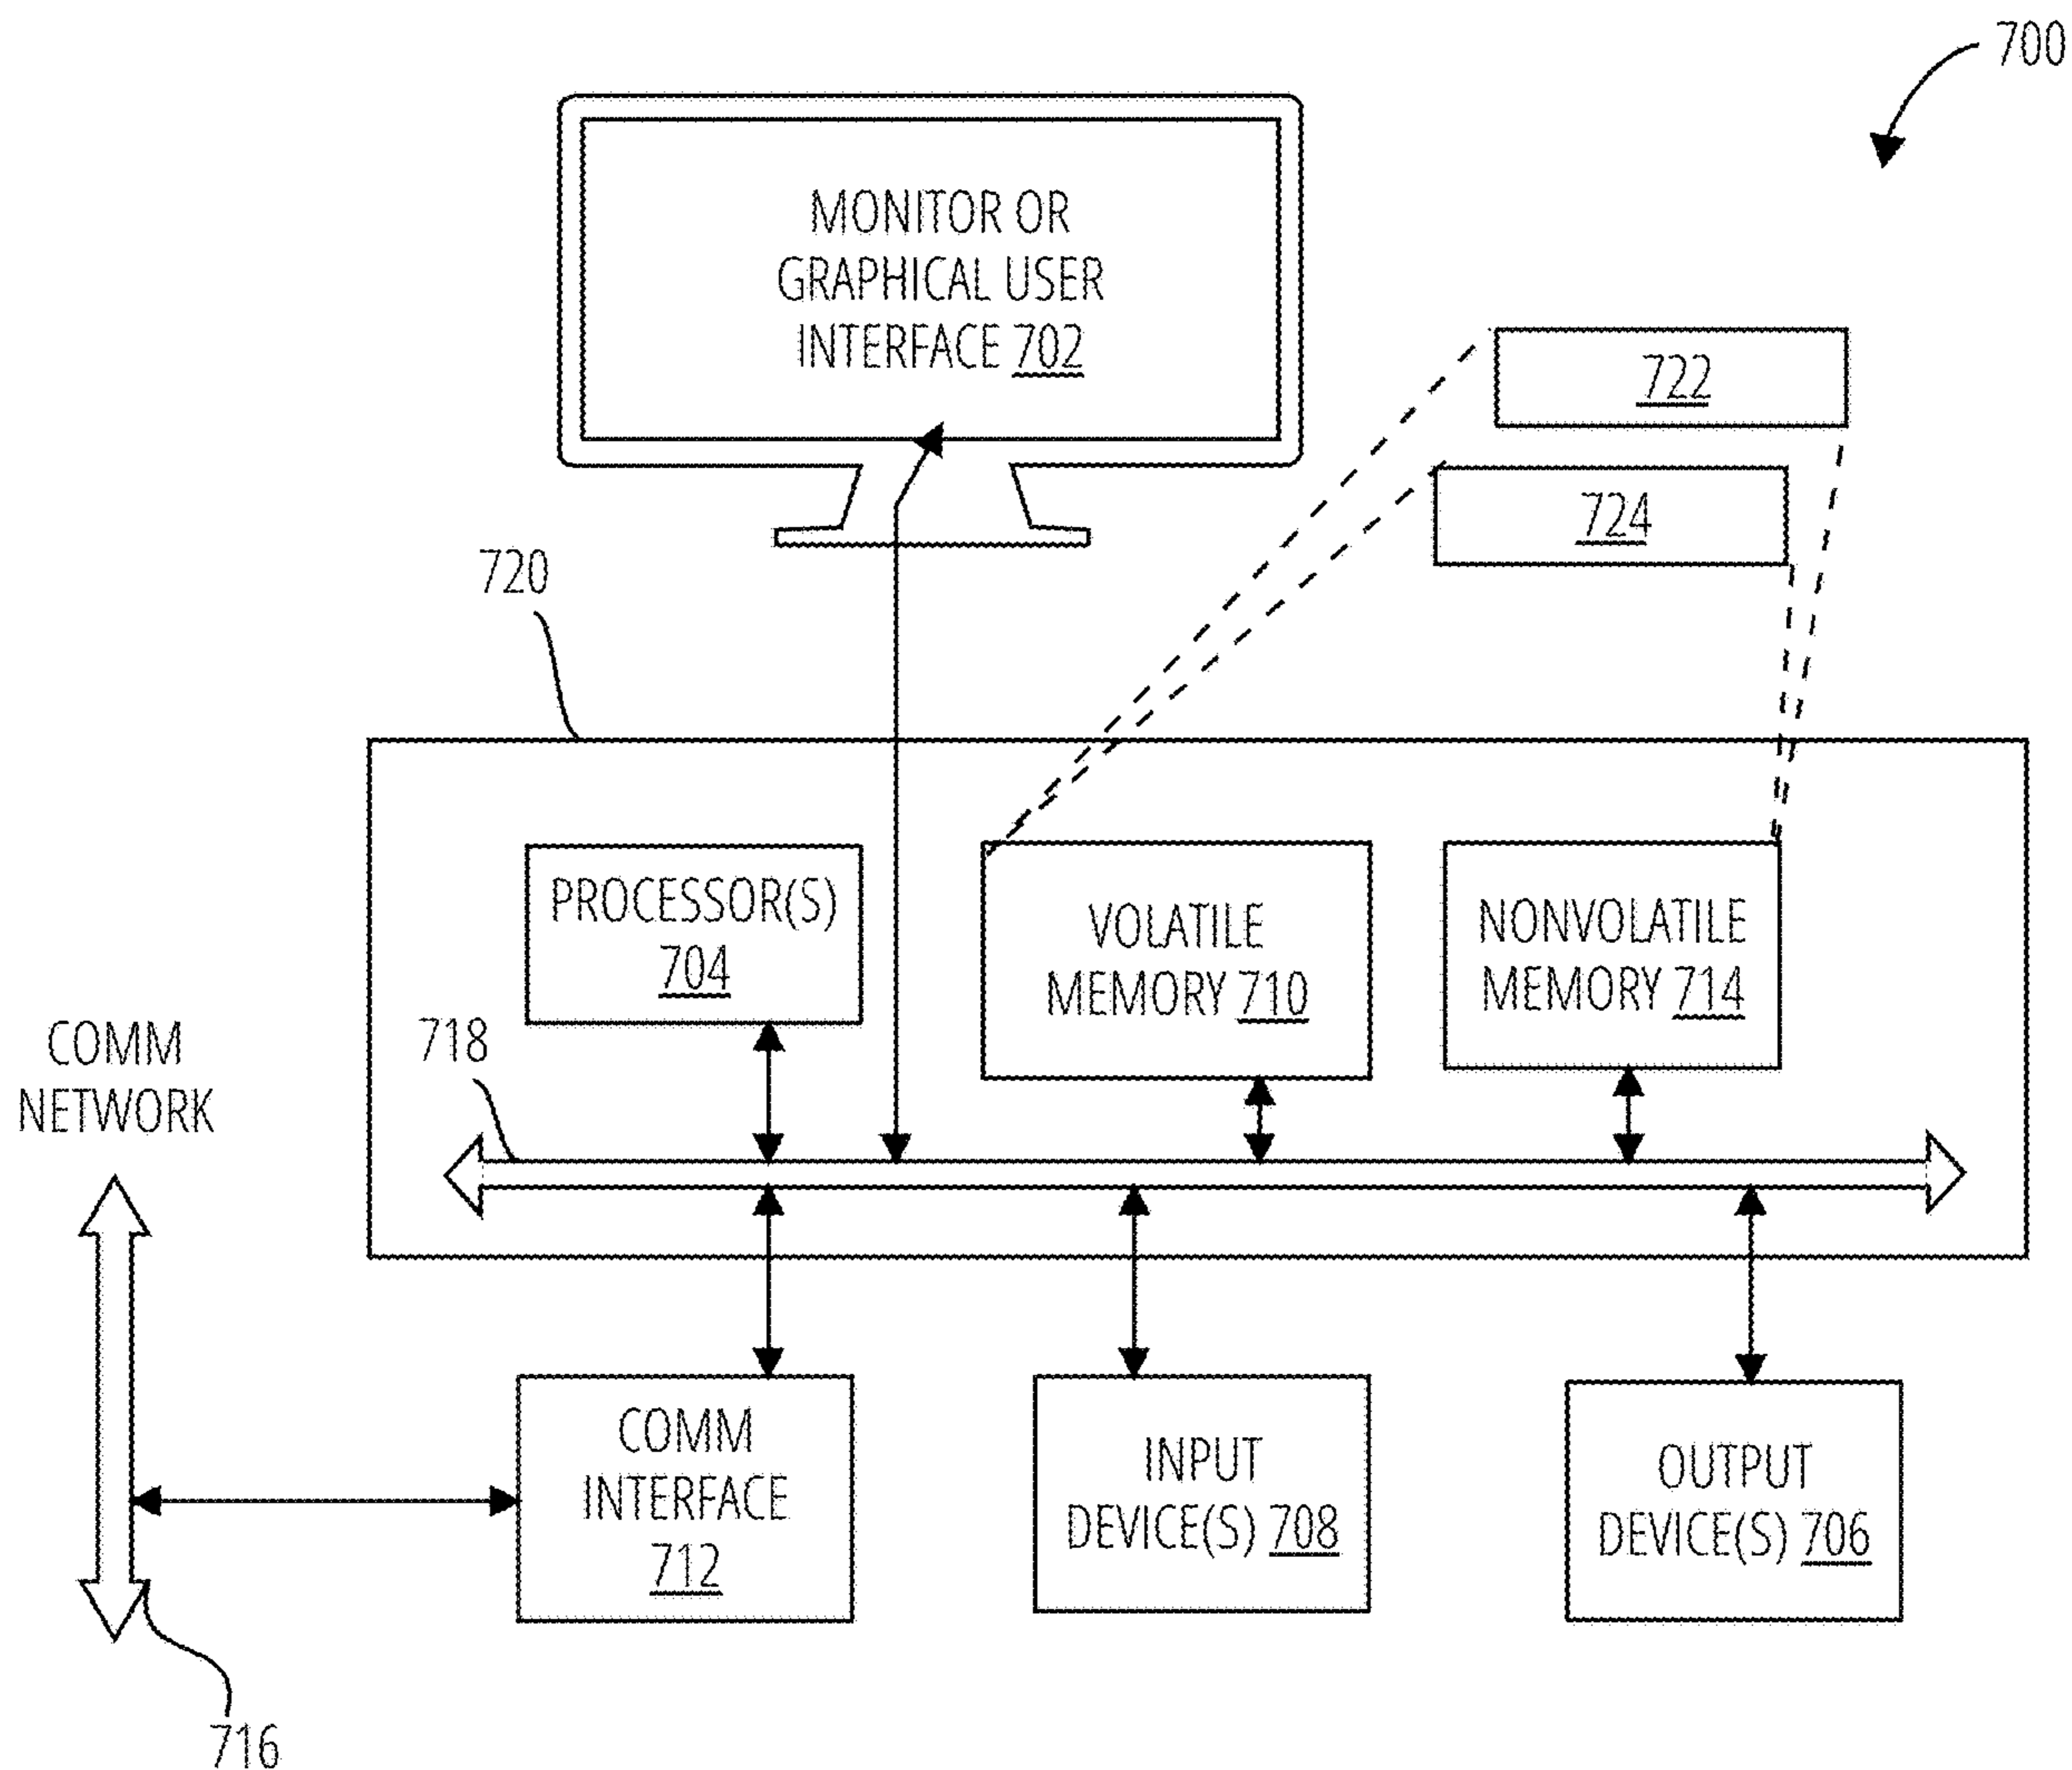 700
MONITOR OR
GRAPHICAL USER
INTERFACE 702
722
724
720
PROCESSOR(S)
704
VOLATILE
MEMORY 710
NONVOLATILE
MEMORY 714
718
COMM
NETWORK
COMM
INTERFACE
712
INPUT
DEVICE(S) 708
OUTPUT
DEVICE(S) 706
716